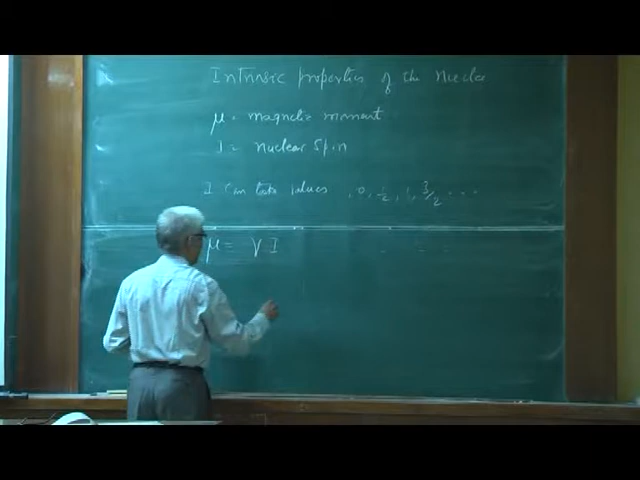 Intrinsic properties of the Nuclei
μ = magnetic moment
I = nuclear spin
I can take values , 0, 1/2, 1, 3/2 . . .
μ = γ I